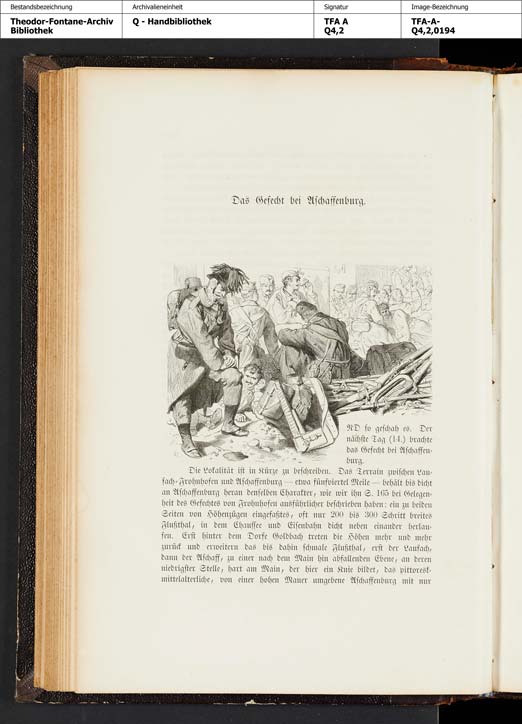 Bestandsbezeichnung
Theodor-Fontane-Archiv
Bibliothek
Archivalieneinheit
Q - Handbibliothek
Signatur
TFA A
Q4,2
Image-Bezeichnung
TFA-A-
Q4,2,0194
Das Gefecht bei Aschaffenburg.
ND so geschah es. Der
nächste Tag (14.) brachte
das Gefecht bei Aschaffen-
burg.
Die Lokalität ist in Kürze zu beschreiben. Das Terrain zwischen Lau-
fach-Frohnhofen und Aschaffenburg — etwa fünfviertel Meile — behält bis dicht
an Aschaffenburg heran denselben Charakter, wie wir ihn S. 165 bei Gelegen-
heit des Gefechtes von Frohnhofen ausführlicher beschrieben haben: ein zu beiden
Seiten von Höhenzügen eingefaßtes, oft nur 200 bis 300 Schritt breites
Flußthal, in dem Chaussee und Eisenbahn dicht neben einander herlau-
fen. Erst hinter dem Dorfe Goldbach treten die Höhen mehr und mehr
zurück und erweitern das bis dahin schmale Flußthal, erst der Laufach,
dann der Aschaff, zu einer nach dem Main hin abfallenden Ebene, an deren
niedrigster Stelle, hart am Main, der hier ein Knie bildet, das pittoresk-
mittelalterliche, von einer hohen Mauer umgebene Aschaffenburg mit nur